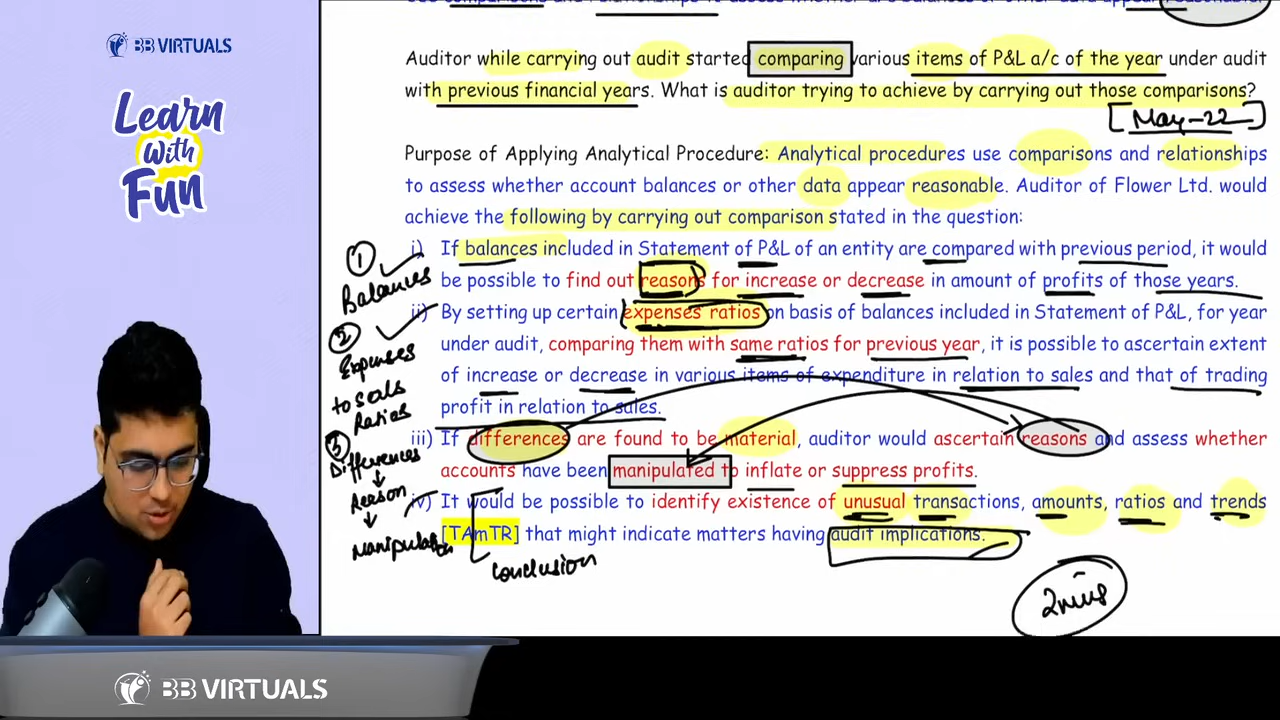 BB VIRTUALS
Learn
With
Fun
Auditor while carrying out audit started comparing various items of P&L a/c of the year under audit
with previous financial years. What is auditor trying to achieve by carrying out those comparisons?
[May-22]
Purpose of Applying Analytical Procedure: Analytical procedures use comparisons and relationships
to assess whether account balances or other data appear reasonable. Auditor of Flower Ltd. would
achieve the following by carrying out comparison stated in the question:
i) If balances included in Statement of P&L of an entity are compared with previous period, it would
be possible to find out reasons for increase or decrease in amount of profits of those years.
ii) By setting up certain expenses ratios on basis of balances included in Statement of P&L, for year
under audit, comparing them with same ratios for previous year, it is possible to ascertain extent
of increase or decrease in various items of expenditure in relation to sales and that of trading
profit in relation to sales.
iii) If differences are found to be material, auditor would ascertain reasons and assess whether
accounts have been manipulated to inflate or suppress profits.
iv) It would be possible to identify existence of unusual transactions, amounts, ratios and trends
[TAmTR] that might indicate matters having audit implications.
1
Balances
2
Expenses
to sales
Ratios
3
Differences
Reason
Manipulation
Conclusion
2mins
BB VIRTUALS